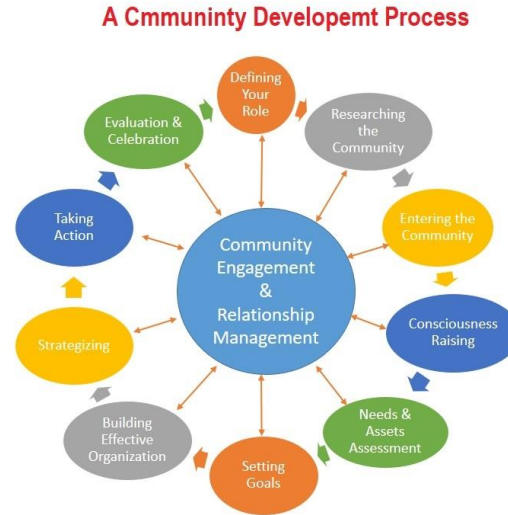 A Cmmuninty Developemt Process
Defining
Your
Role
Researching
the
Community
Entering the
Community
Consciousness
Raising
Needs &
Assets
Assessment
Setting
Goals
Building
Effective
Organization
Strategizing
Taking
Action
Evaluation &
Celebration
Community
Engagement
&
Relationship
Management